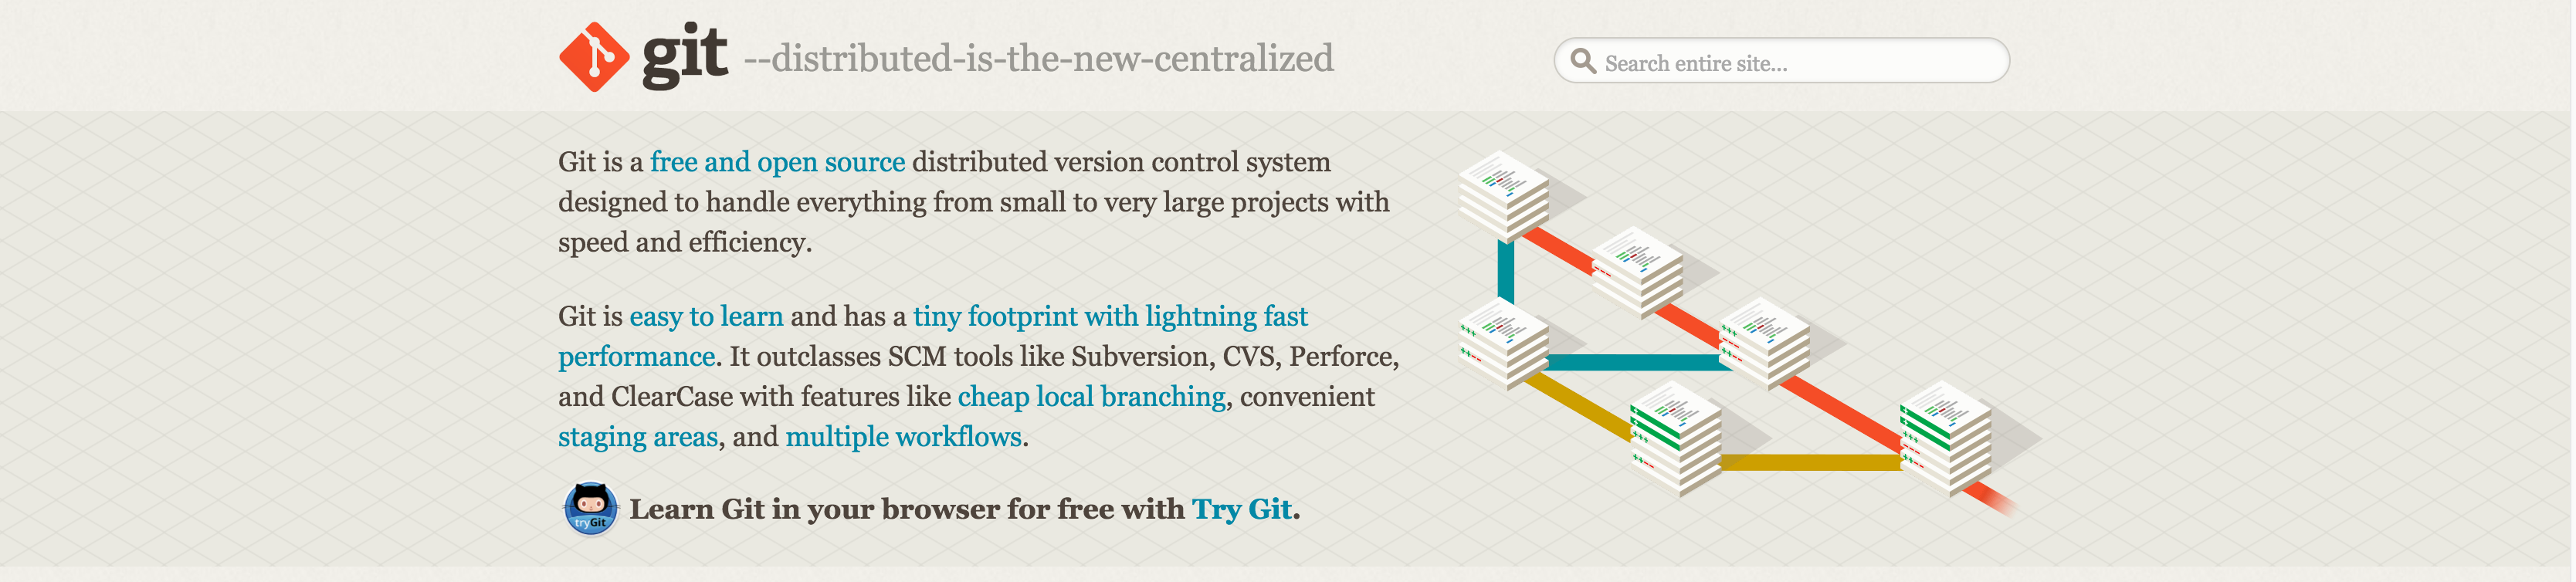 git --distributed-is-the-new-centralized
Search entire site...
Git is a free and open source distributed version control system
designed to handle everything from small to very large projects with
speed and efficiency.
Git is easy to learn and has a tiny footprint with lightning fast
performance. It outclasses SCM tools like Subversion, CVS, Perforce,
and ClearCase with features like cheap local branching, convenient
staging areas, and multiple workflows.
tryGit
Learn Git in your browser for free with Try Git.